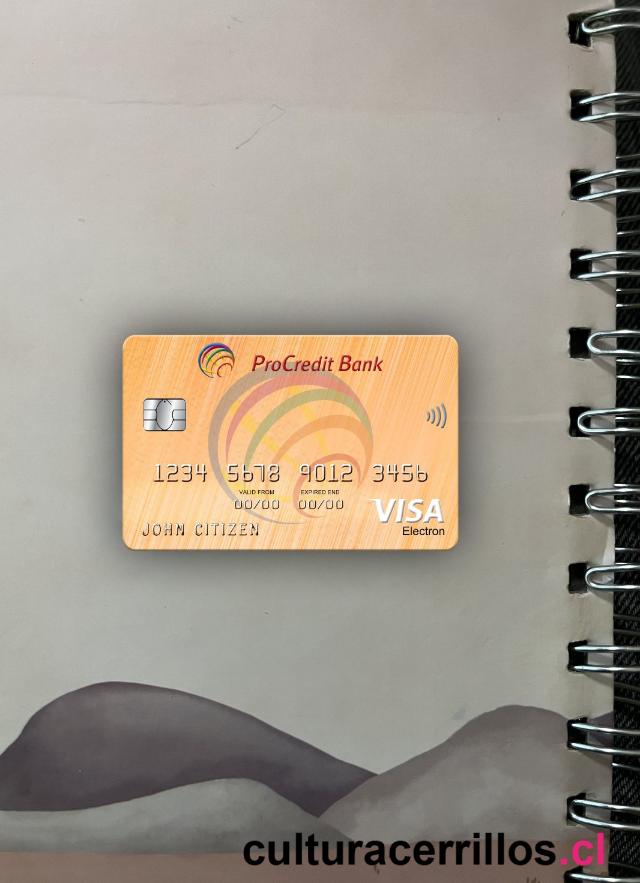 ProCredit Bank
1234 5678 9012 3456
VALID FROM EXPIRED END
00/00 00/00
VISA
Electron
JOHN CITIZEN
culturacerrillos.cl